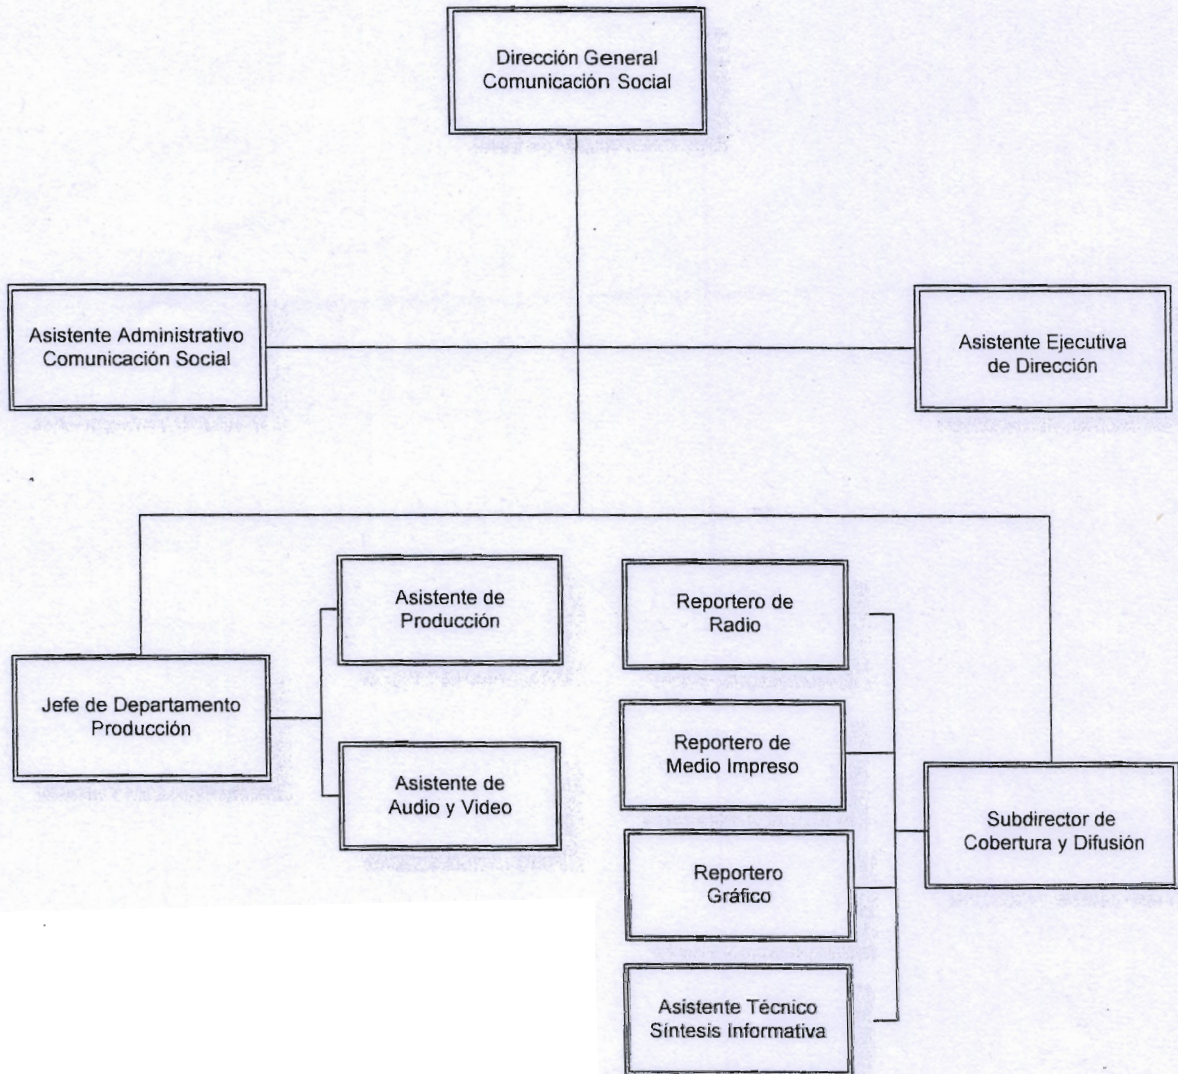 Dirección General
Comunicación Social
Asistente Administrativo
Comunicación Social
Asistente Ejecutiva
de Dirección
Asistente de
Producción
Reportero de
Radio
Jefe de Departamento
Producción
Reportero de
Medio Impreso
Asistente de
Audio y Video
Subdirector de
Cobertura y Difusión
Reportero
Gráfico
Asistente Técnico
Síntesis Informativa